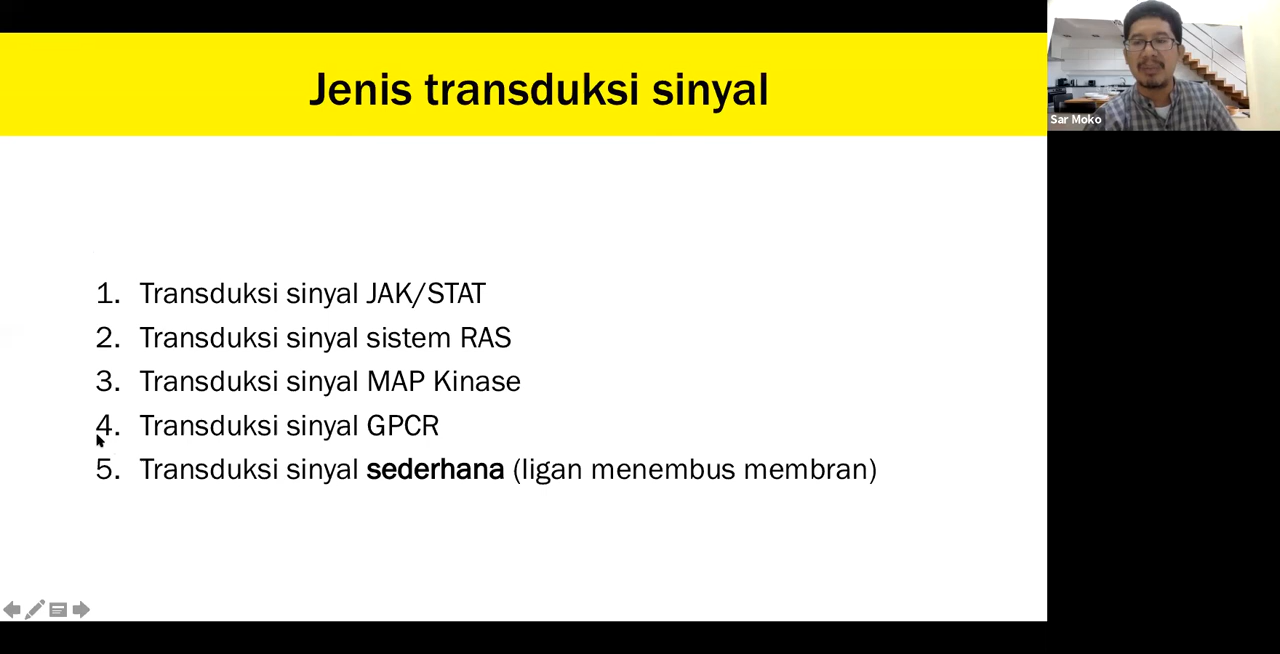 Jenis transduksi sinyal
Sar Moko
1. Transduksi sinyal JAK/STAT
2. Transduksi sinyal sistem RAS
3. Transduksi sinyal MAP Kinase
4. Transduksi sinyal GPCR
5. Transduksi sinyal sederhana (ligan menembus membran)